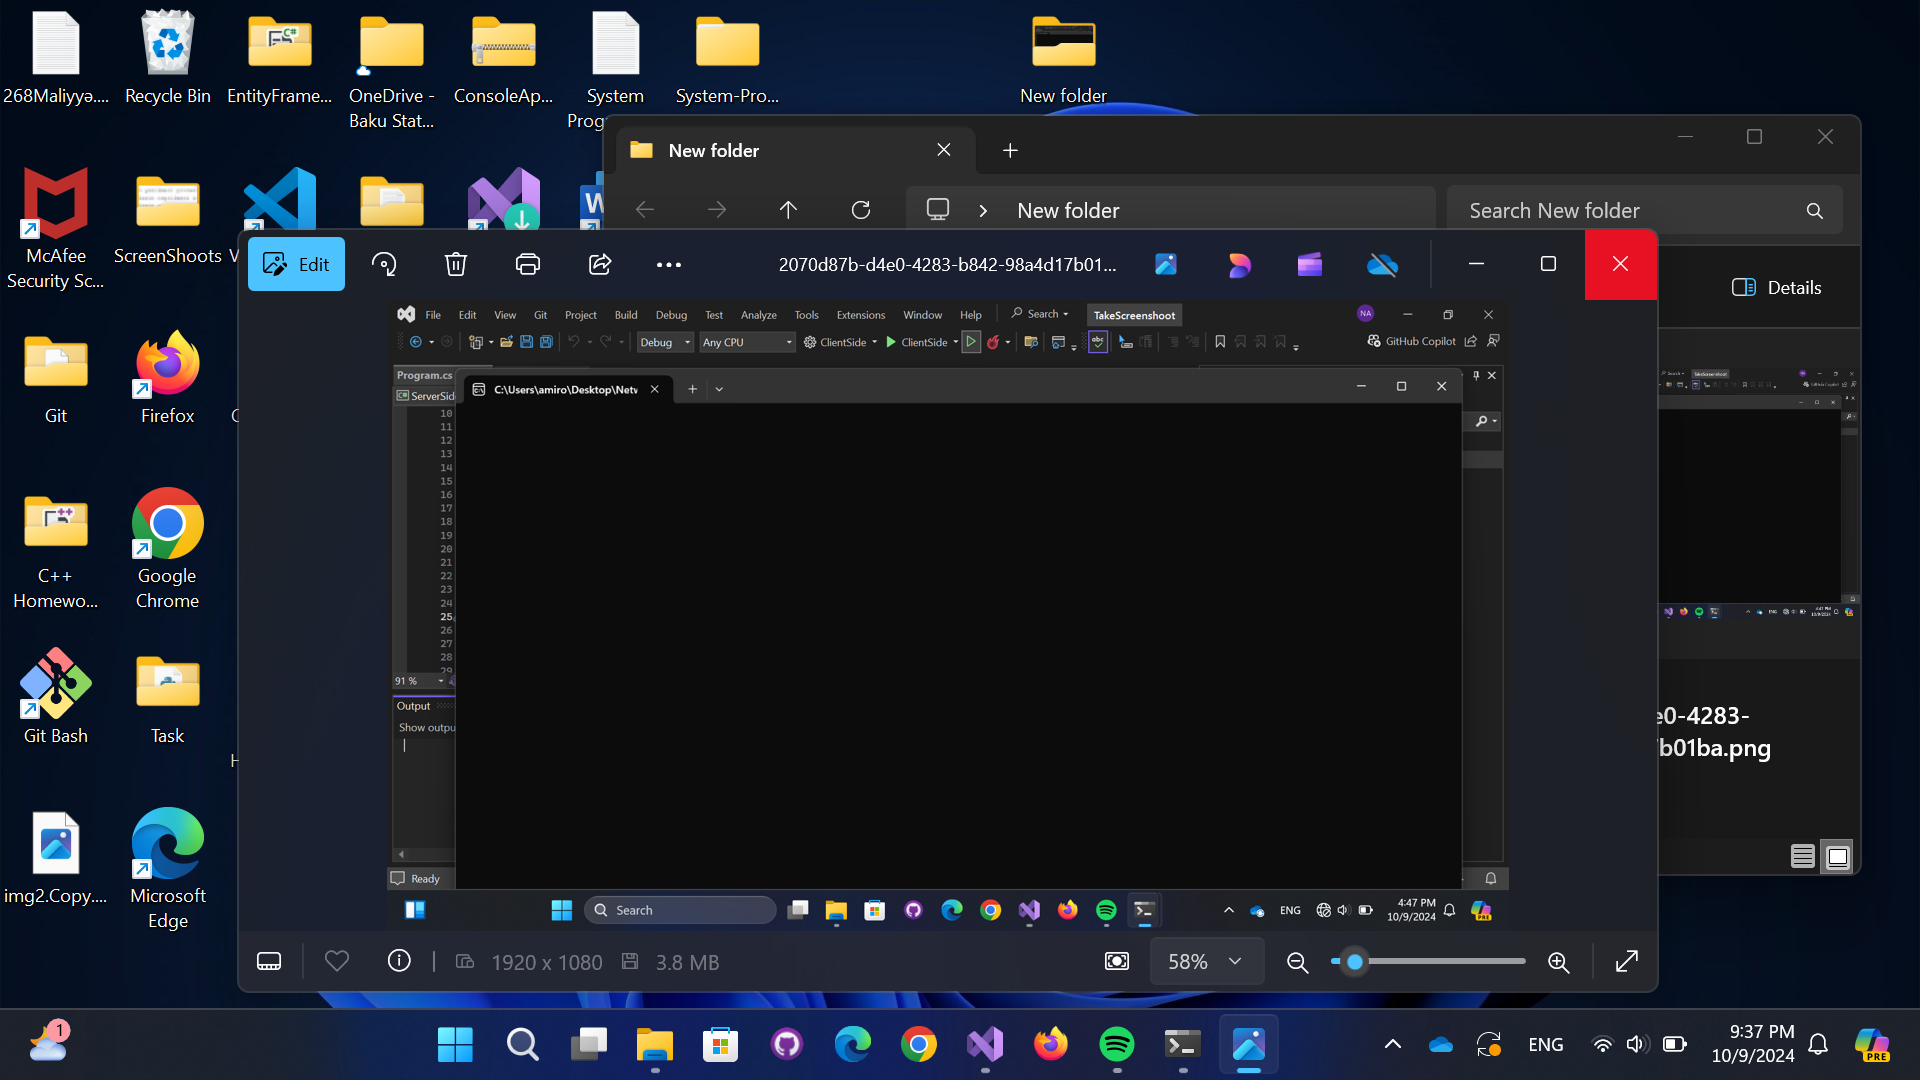 268Maliyyə....
Recycle Bin
EntityFrame...
OneDrive -
Baku Stat...
ConsoleAp...
System
System-Pro...
New folder
McAfee
Security Sc...
ScreenShoots
Git
Firefox
C++
Homewo...
Google
Chrome
Git Bash
Task
img2.Copy....
Microsoft
Edge
New folder
New folder
Search New folder
Details
Edit
2070d87b-d4e0-4283-b842-98a4d17b01...
File Edit View Git Project Build Debug Test Analyze Tools Extensions Window Help Search TakeScreenshoot NA
Debug Any CPU ClientSide ClientSide GitHub Copilot
Program.cs
ServerSid
C:\Users\amiro\Desktop\Netw
10
11
12
13
14
15
16
17
18
19
20
21
22
23
24
25
26
27
28
29
91 %
Output
Show outpu
Ready
Search
ENG
4:47 PM
10/9/2024
PRE
e0-4283-
b01ba.png
1920 x 1080
3.8 MB
58%
1
ENG
9:37 PM
10/9/2024
PRE